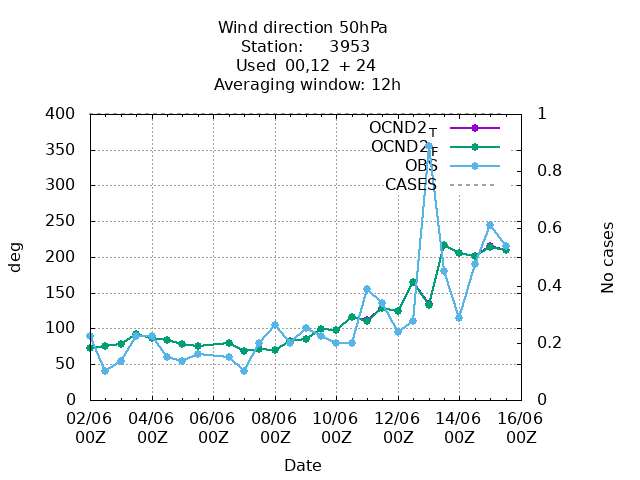 Wind direction 50hPa
Station: 3953
Used 00,12 + 24
Averaging window: 12h
400
350
300
250
200
150
100
50
0
deg
1
0.8
0.6
0.4
0.2
0
No cases
OCND2_T
OCND2_F
OBS
CASES
02/06 04/06 06/06 08/06 10/06 12/06 14/06 16/06
00Z 00Z 00Z 00Z 00Z 00Z 00Z 00Z
Date